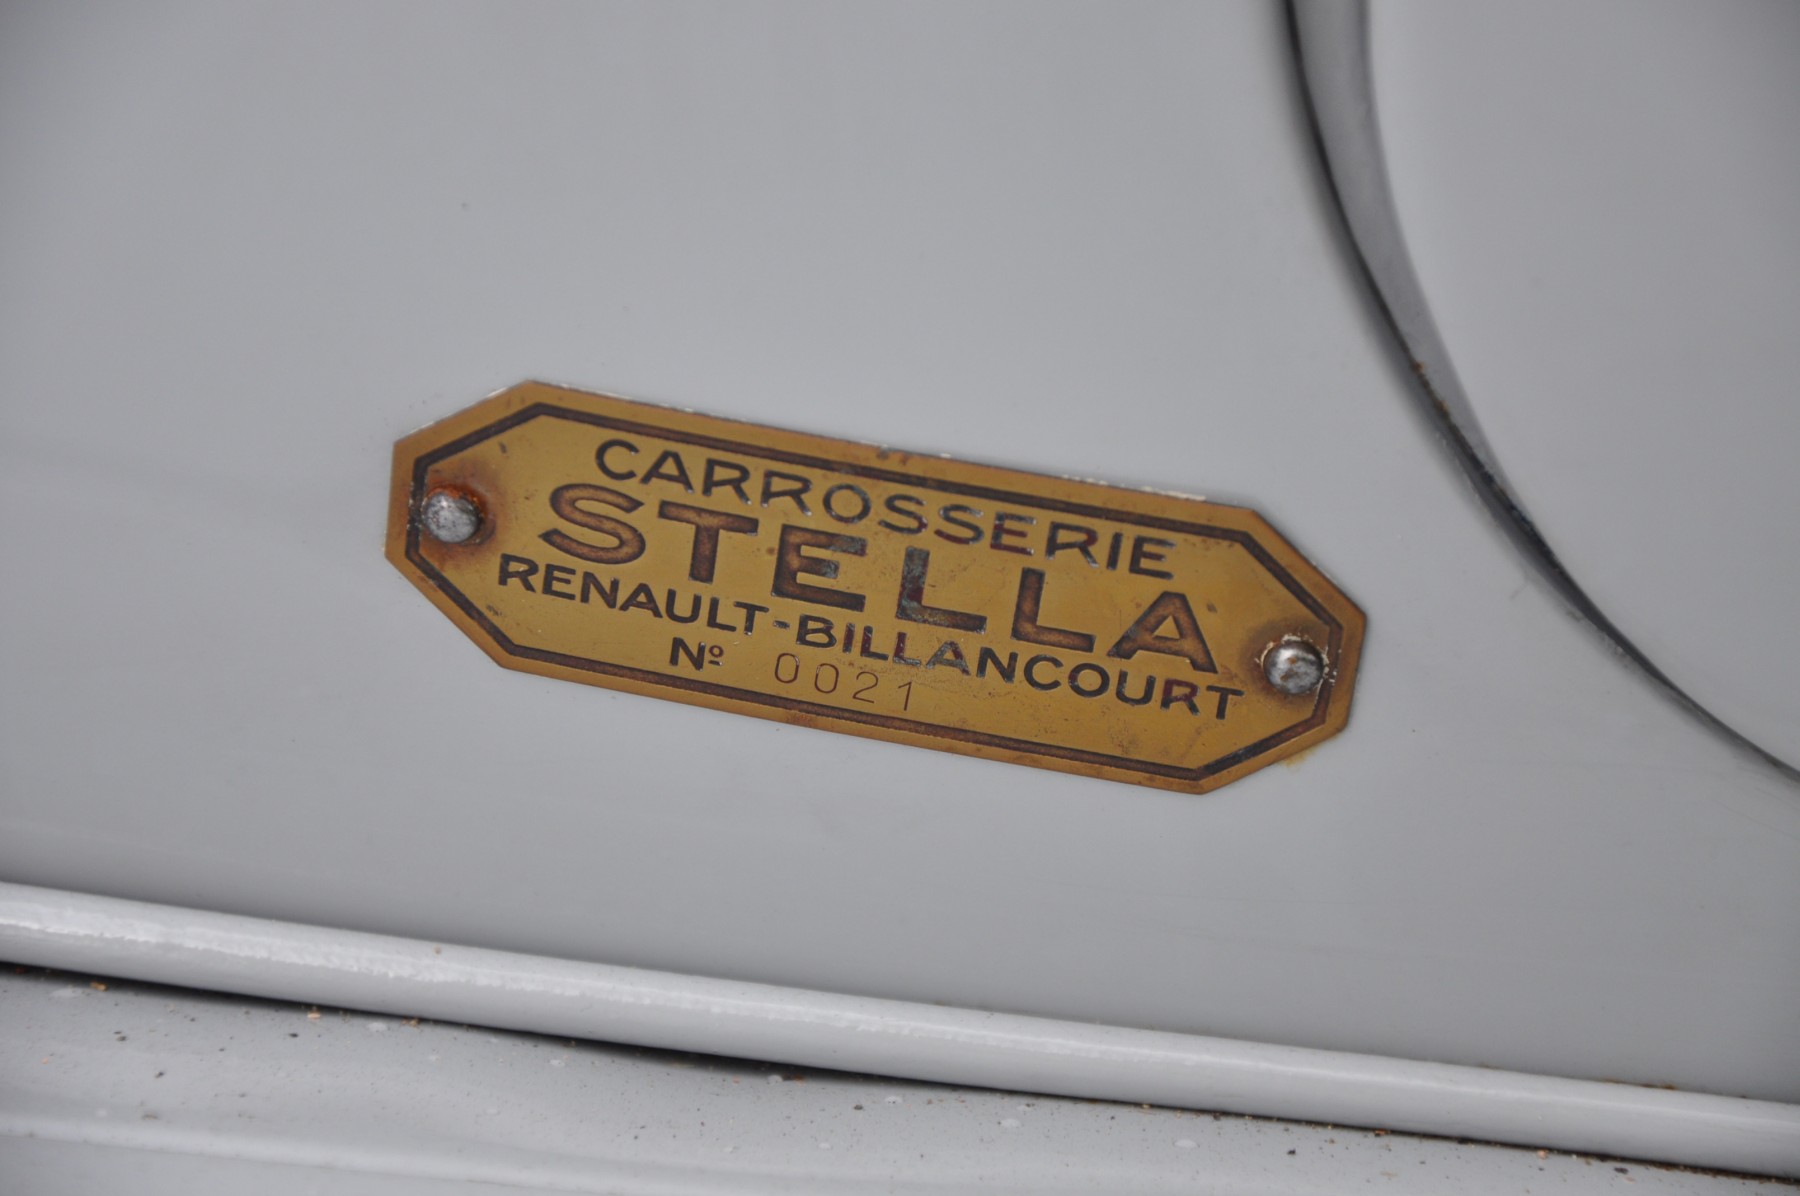 CARROSSERIE
STELLA
RENAULT-BILLANCOURT
Nº 0021